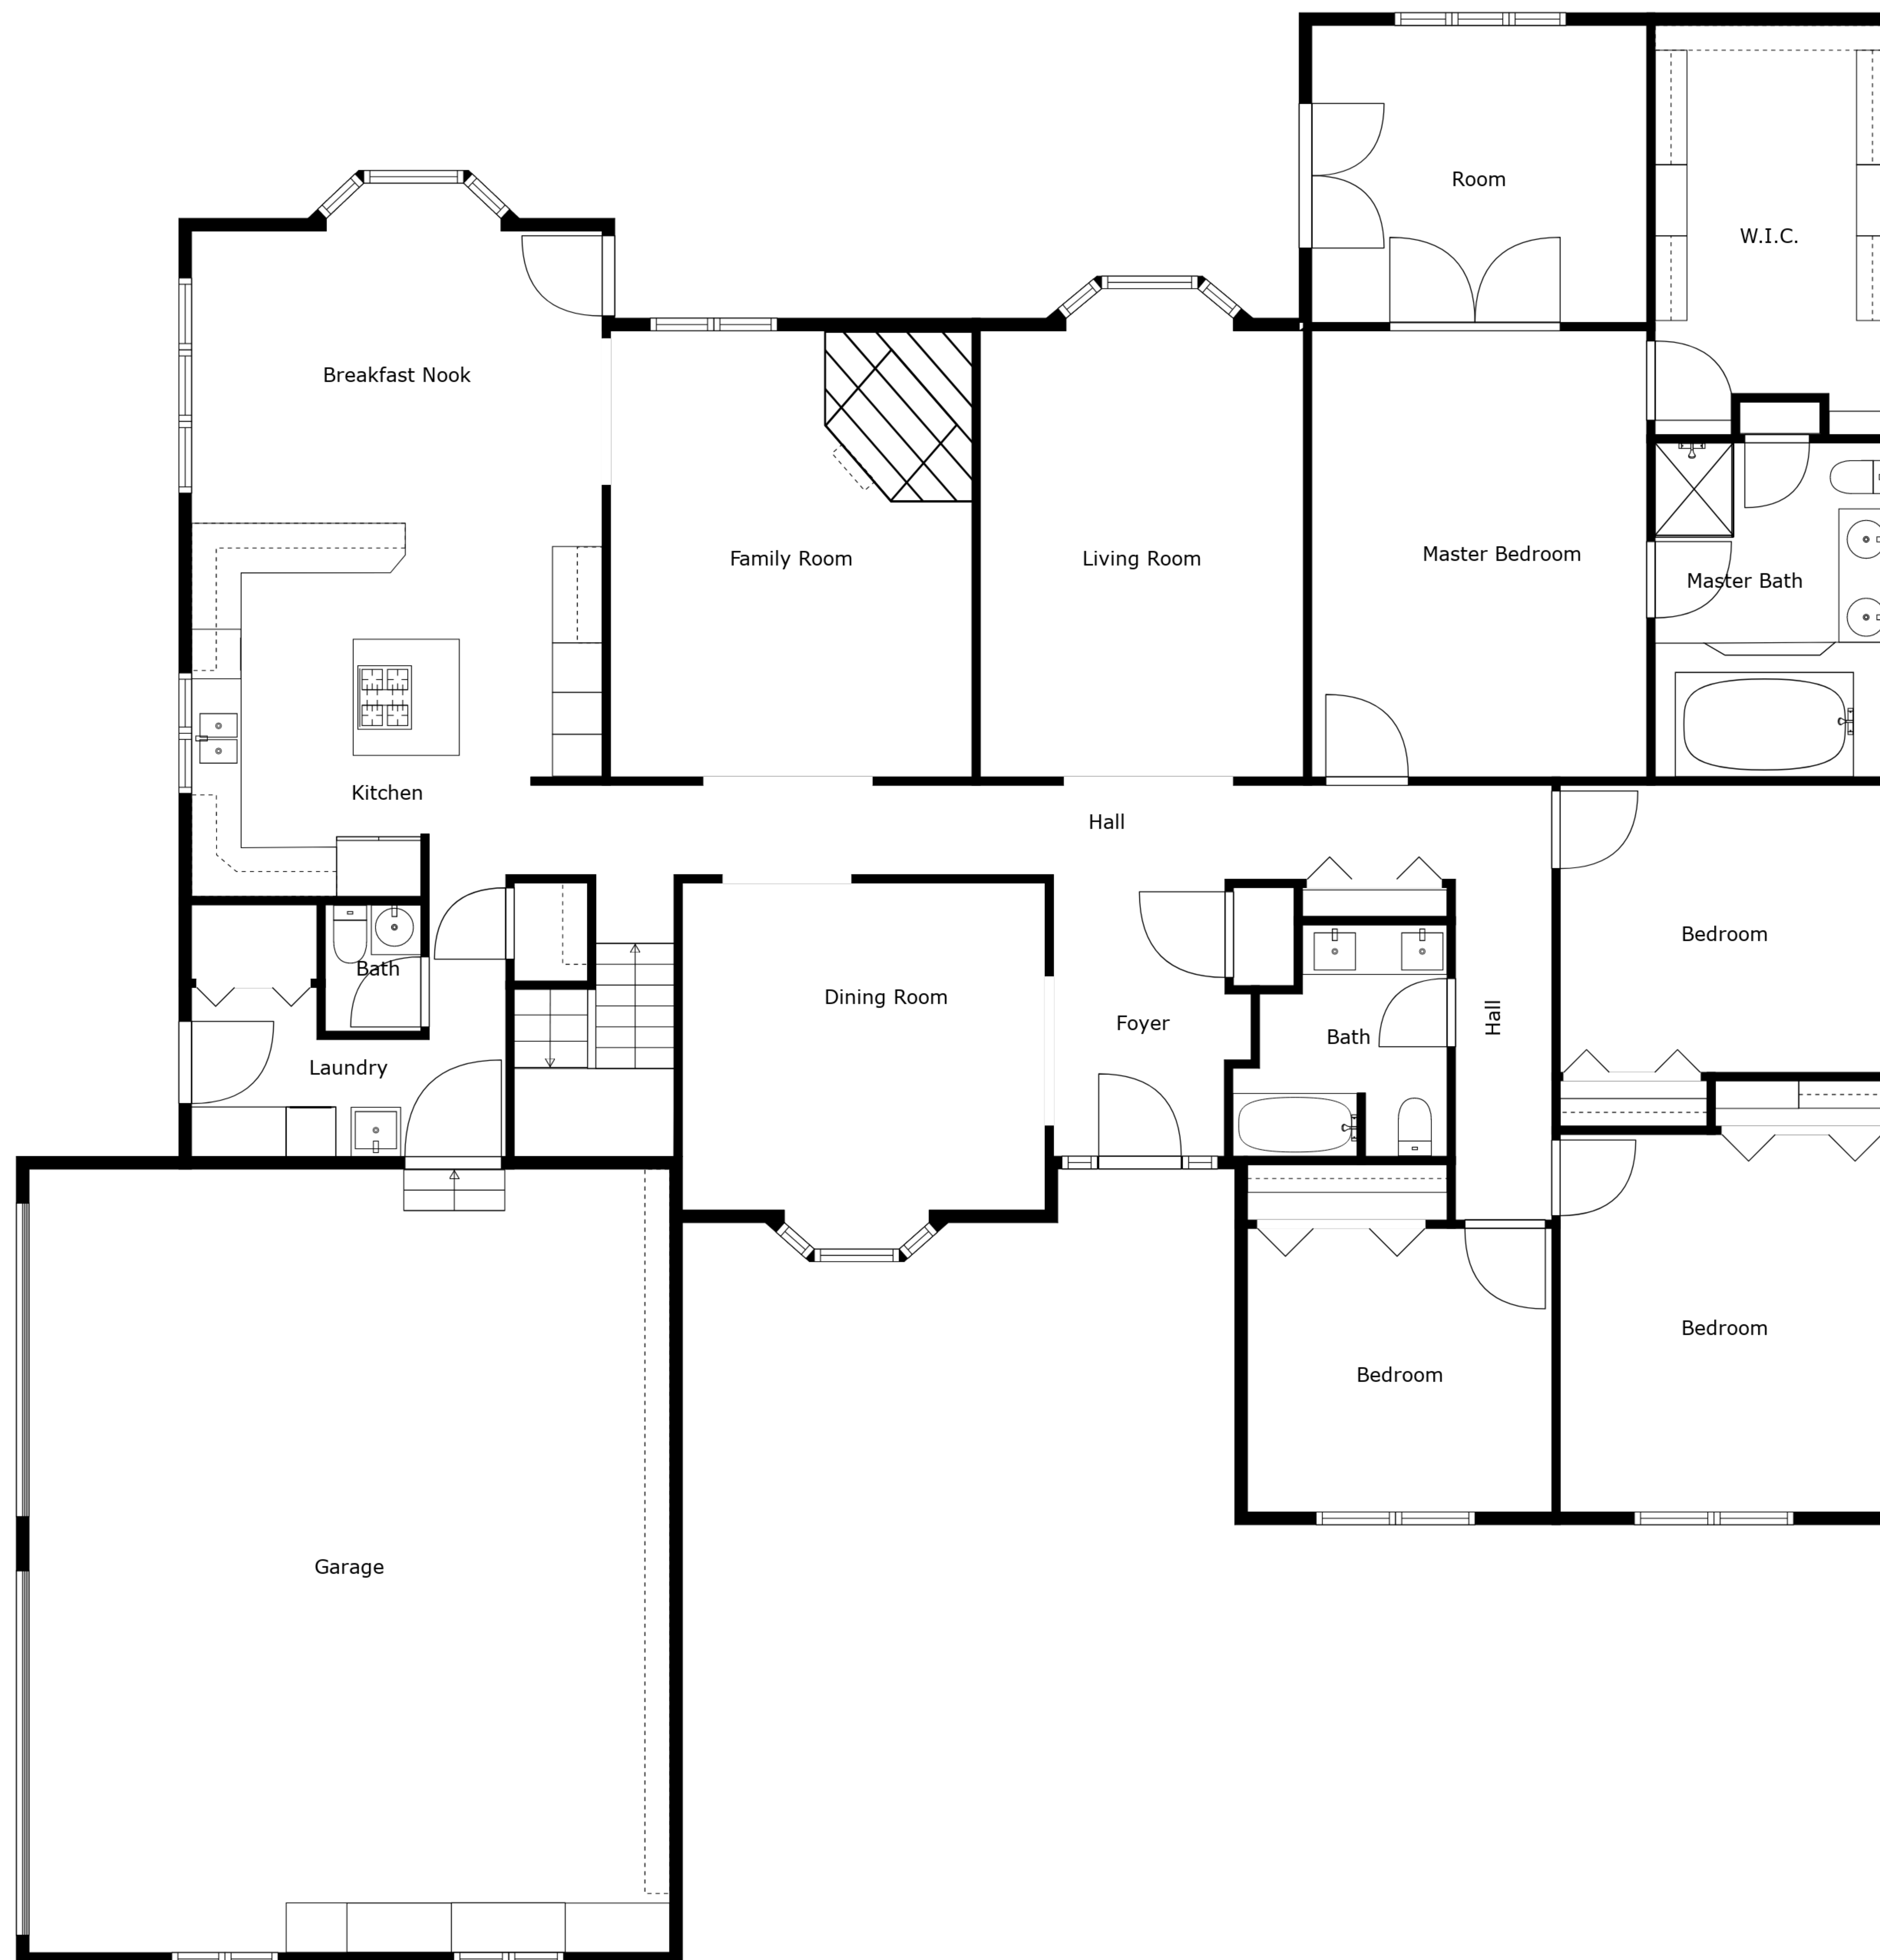 Room
W.I.C.
Breakfast Nook
Family Room
Living Room
Master Bedroom
Master Bath
Kitchen
Hall
Bedroom
Bath
Dining Room
Foyer
Bath
Hall
Laundry
Bedroom
Bedroom
Garage